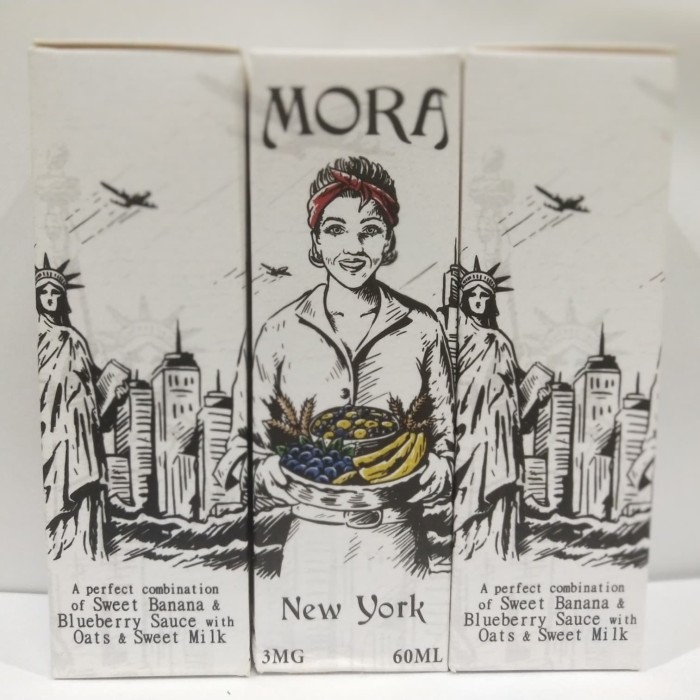 A perfect combination
of Sweet Banana &
Blueberry Sauce with
Oats & Sweet Milk
MORA
New York
3MG 60ML
A perfect combination
of Sweet Banana &
Blueberry Sauce with
Oats & Sweet Milk